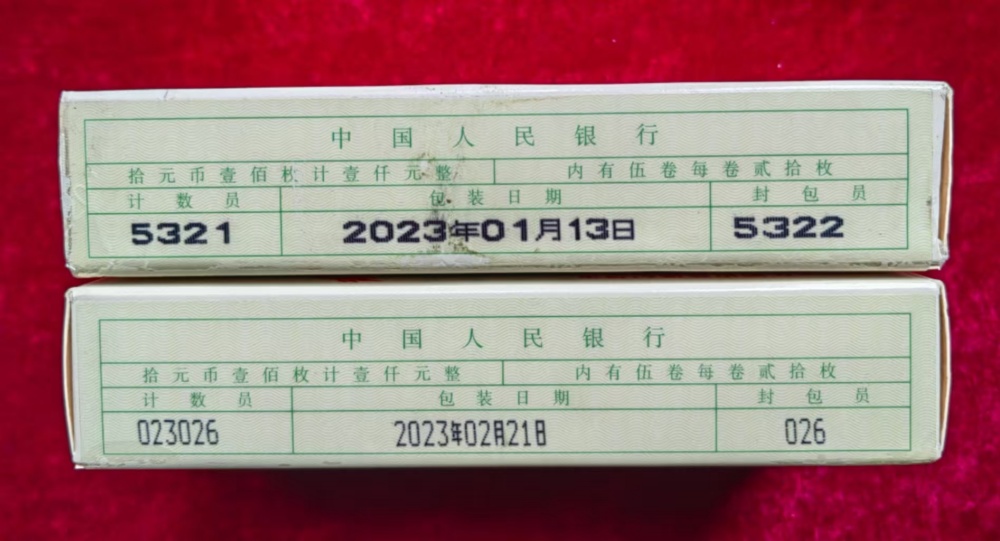 中国人民银行
拾元币壹佰枚计壹仟元整 内有伍卷每卷贰拾枚
计数员 包装日期 封包员
5321 2023年01月13日 5322
中国人民银行
拾元币壹佰枚计壹仟元整 内有伍卷每卷贰拾枚
计数员 包装日期 封包员
023026 2023年02月21日 026